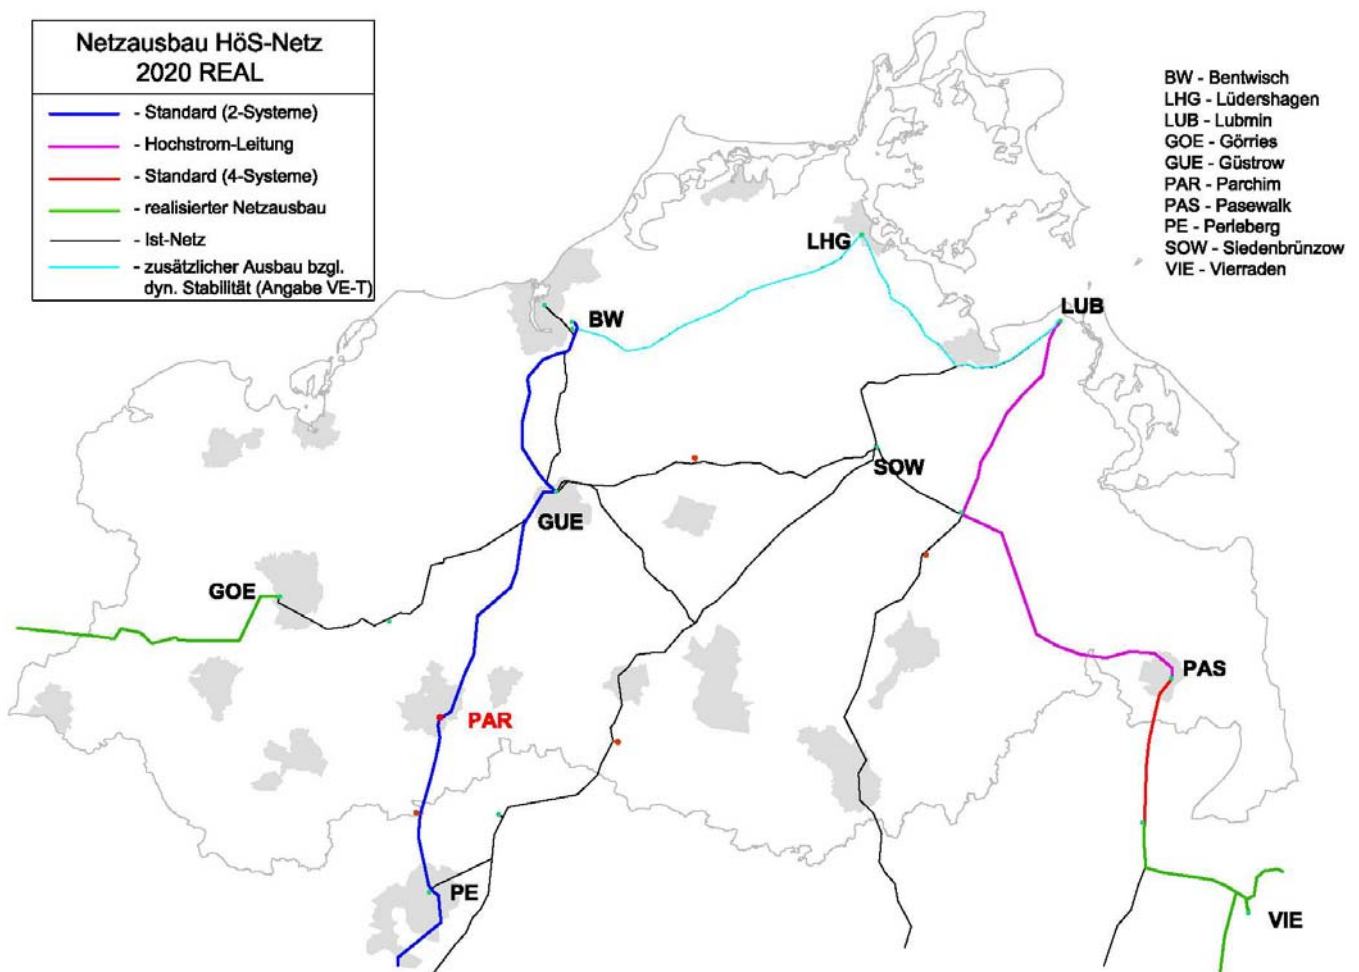 Netzausbau HöS-Netz
2020 REAL
- Standard (2-Systeme)
- Hochstrom-Leitung
- Standard (4-Systeme)
- realisierter Netzausbau
- Ist-Netz
- zusätzlicher Ausbau bzgl.
dyn. Stabilität (Angabe VE-T)
BW - Bentwisch
LHG - Lüdershagen
LUB - Lubmin
GOE - Görries
GUE - Güstrow
PAR - Parchim
PAS - Pasewalk
PE - Perleberg
SOW - Siedenbrünzow
VIE - Vierraden
LHG
LUB
BW
SOW
GUE
GOE
PAS
PAR
PE
VIE